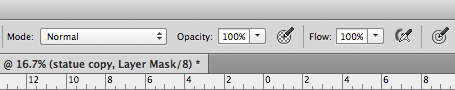 Mode: Normal Opacity: 100% Flow: 100%
@ 16.7% (statue copy, Layer Mask/8) *
12 10 8 6 4 2 0 2 4 6 8